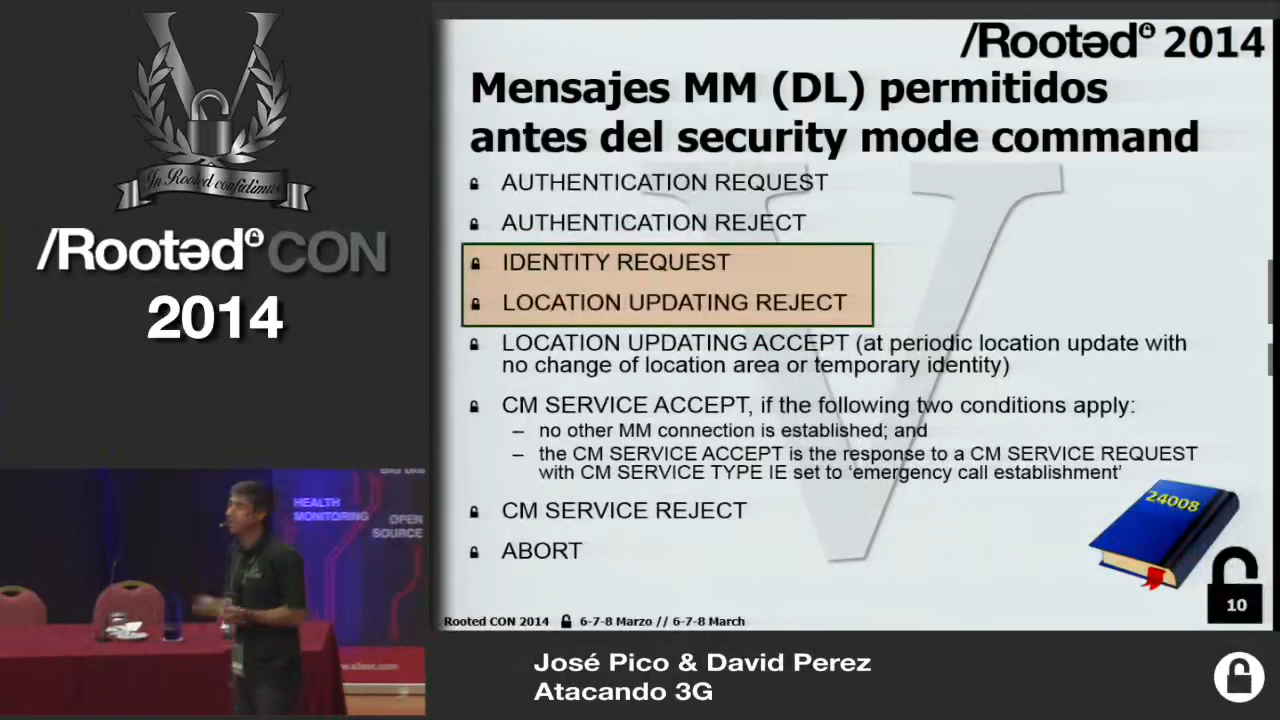 In Rooted confidimus
/Rootəd CON
2014
/Rootəd 2014
Mensajes MM (DL) permitidos
antes del security mode command
AUTHENTICATION REQUEST
AUTHENTICATION REJECT
IDENTITY REQUEST
LOCATION UPDATING REJECT
LOCATION UPDATING ACCEPT (at periodic location update with
no change of location area or temporary identity)
CM SERVICE ACCEPT, if the following two conditions apply:
– no other MM connection is established; and
– the CM SERVICE ACCEPT is the response to a CM SERVICE REQUEST
with CM SERVICE TYPE IE set to ‘emergency call establishment’
CM SERVICE REJECT
ABORT
24008
10
Rooted CON 2014 6-7-8 Marzo // 6-7-8 March
HEALTH
MONITORING
OPEN
SOURCE
José Pico & David Perez
Atacando 3G